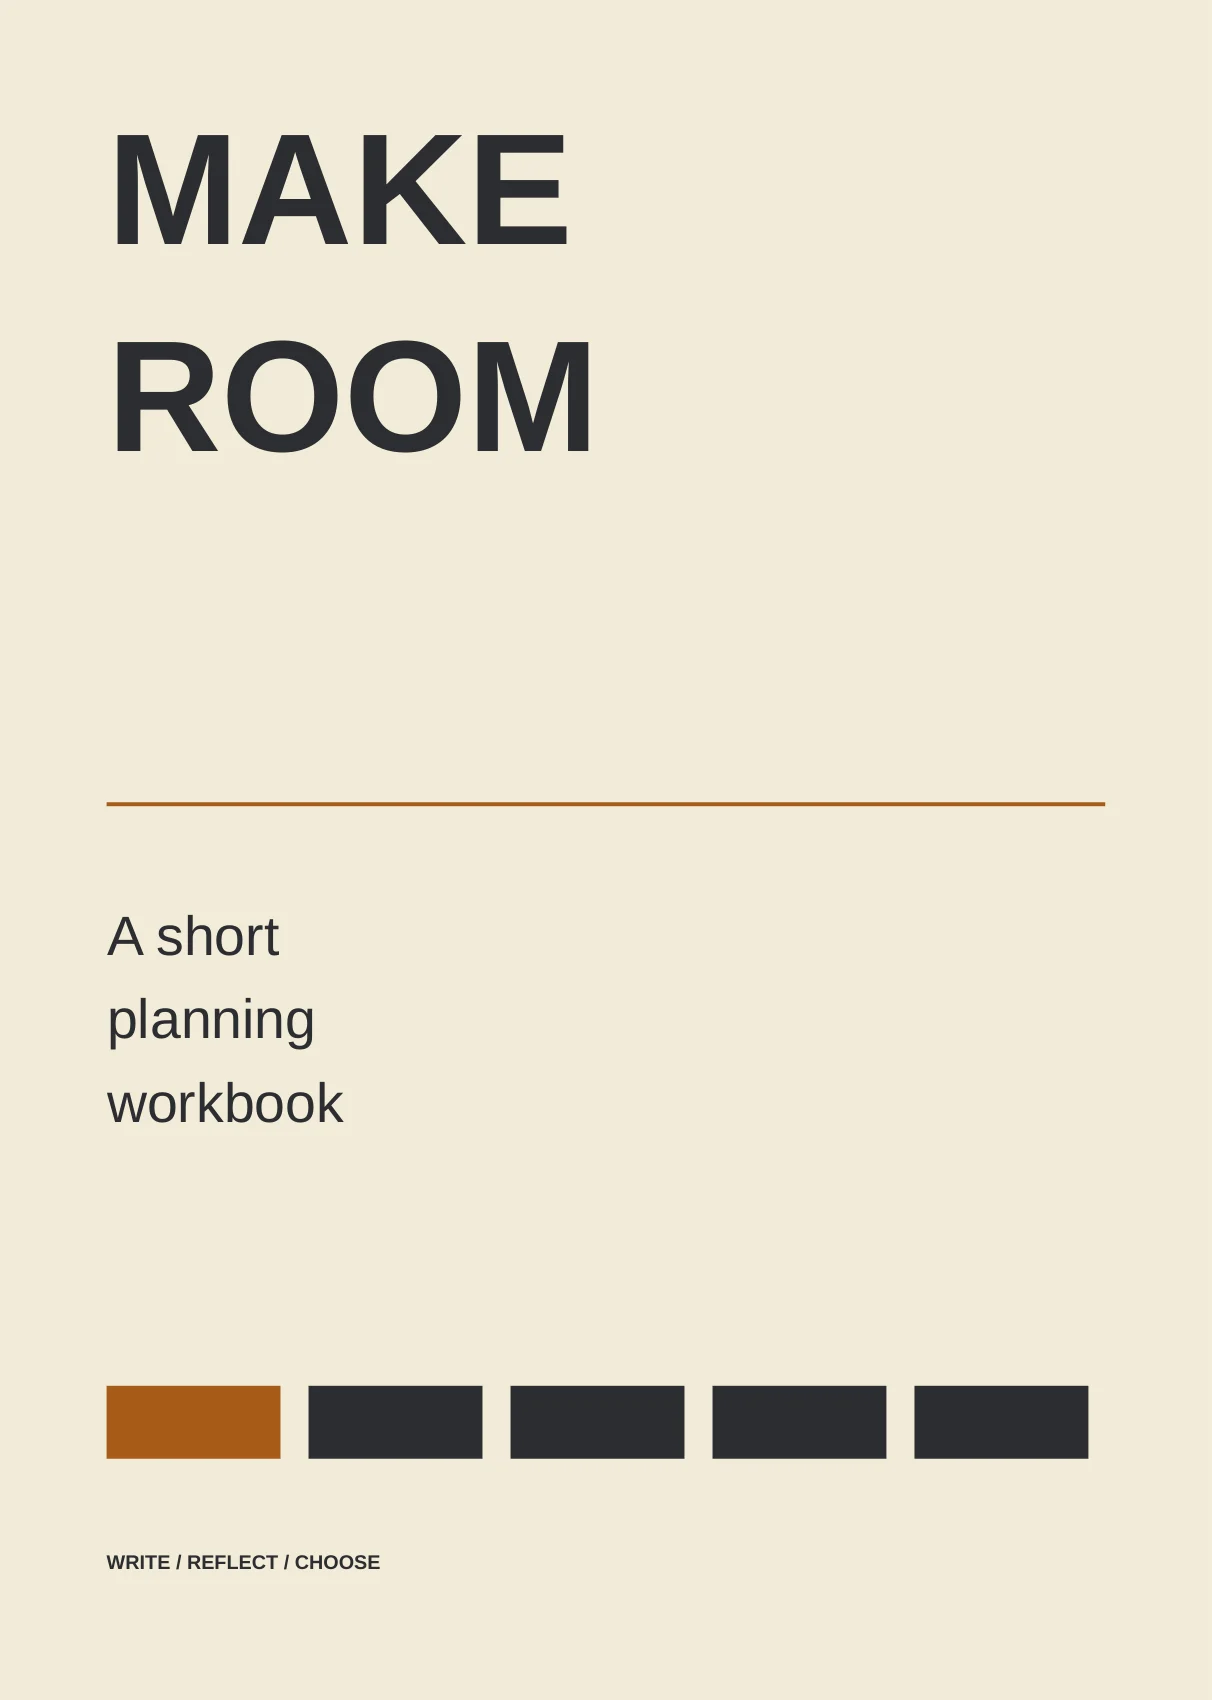 MAKE
ROOM
A short
planning
workbook
WRITE / REFLECT / CHOOSE